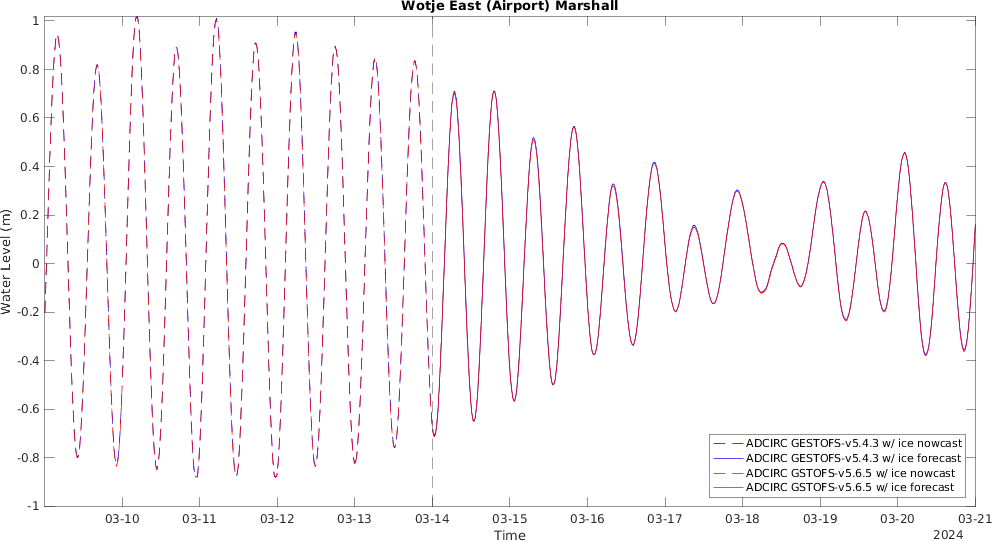 Wotje East (Airport) Marshall
Water Level (m)
1
0.8
0.6
0.4
0.2
0
-0.2
-0.4
-0.6
-0.8
-1
ADCIRC GESTOFS-v5.4.3 w/ ice nowcast
ADCIRC GESTOFS-v5.4.3 w/ ice forecast
ADCIRC GSTOFS-v5.6.5 w/ ice nowcast
ADCIRC GSTOFS-v5.6.5 w/ ice forecast
03-10 03-11 03-12 03-13 03-14 03-15 03-16 03-17 03-18 03-19 03-20 03-21
Time
2024